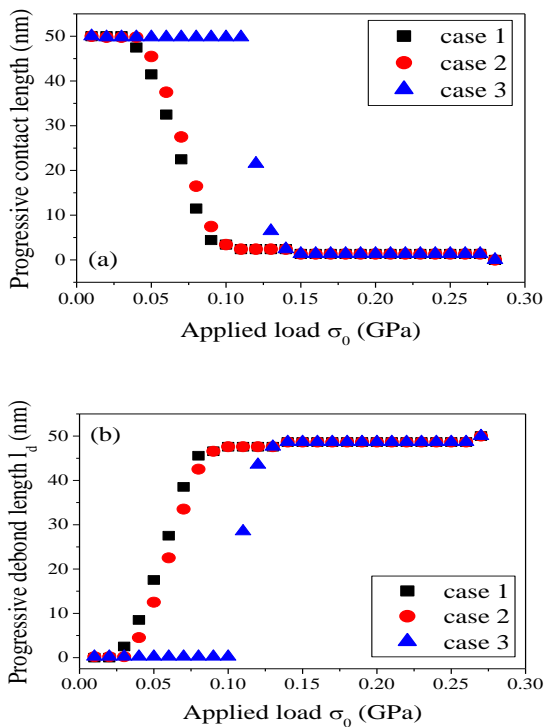 Progressive contact length (nm)
50
40
30
20
10
0
case 1
case 2
case 3
(a)
0.00 0.05 0.10 0.15 0.20 0.25 0.30
Applied load σ₀ (GPa)
Progressive debond length l_d (nm)
(b)
50
40
30
20
10
0
case 1
case 2
case 3
0.00 0.05 0.10 0.15 0.20 0.25 0.30
Applied load σ₀ (GPa)